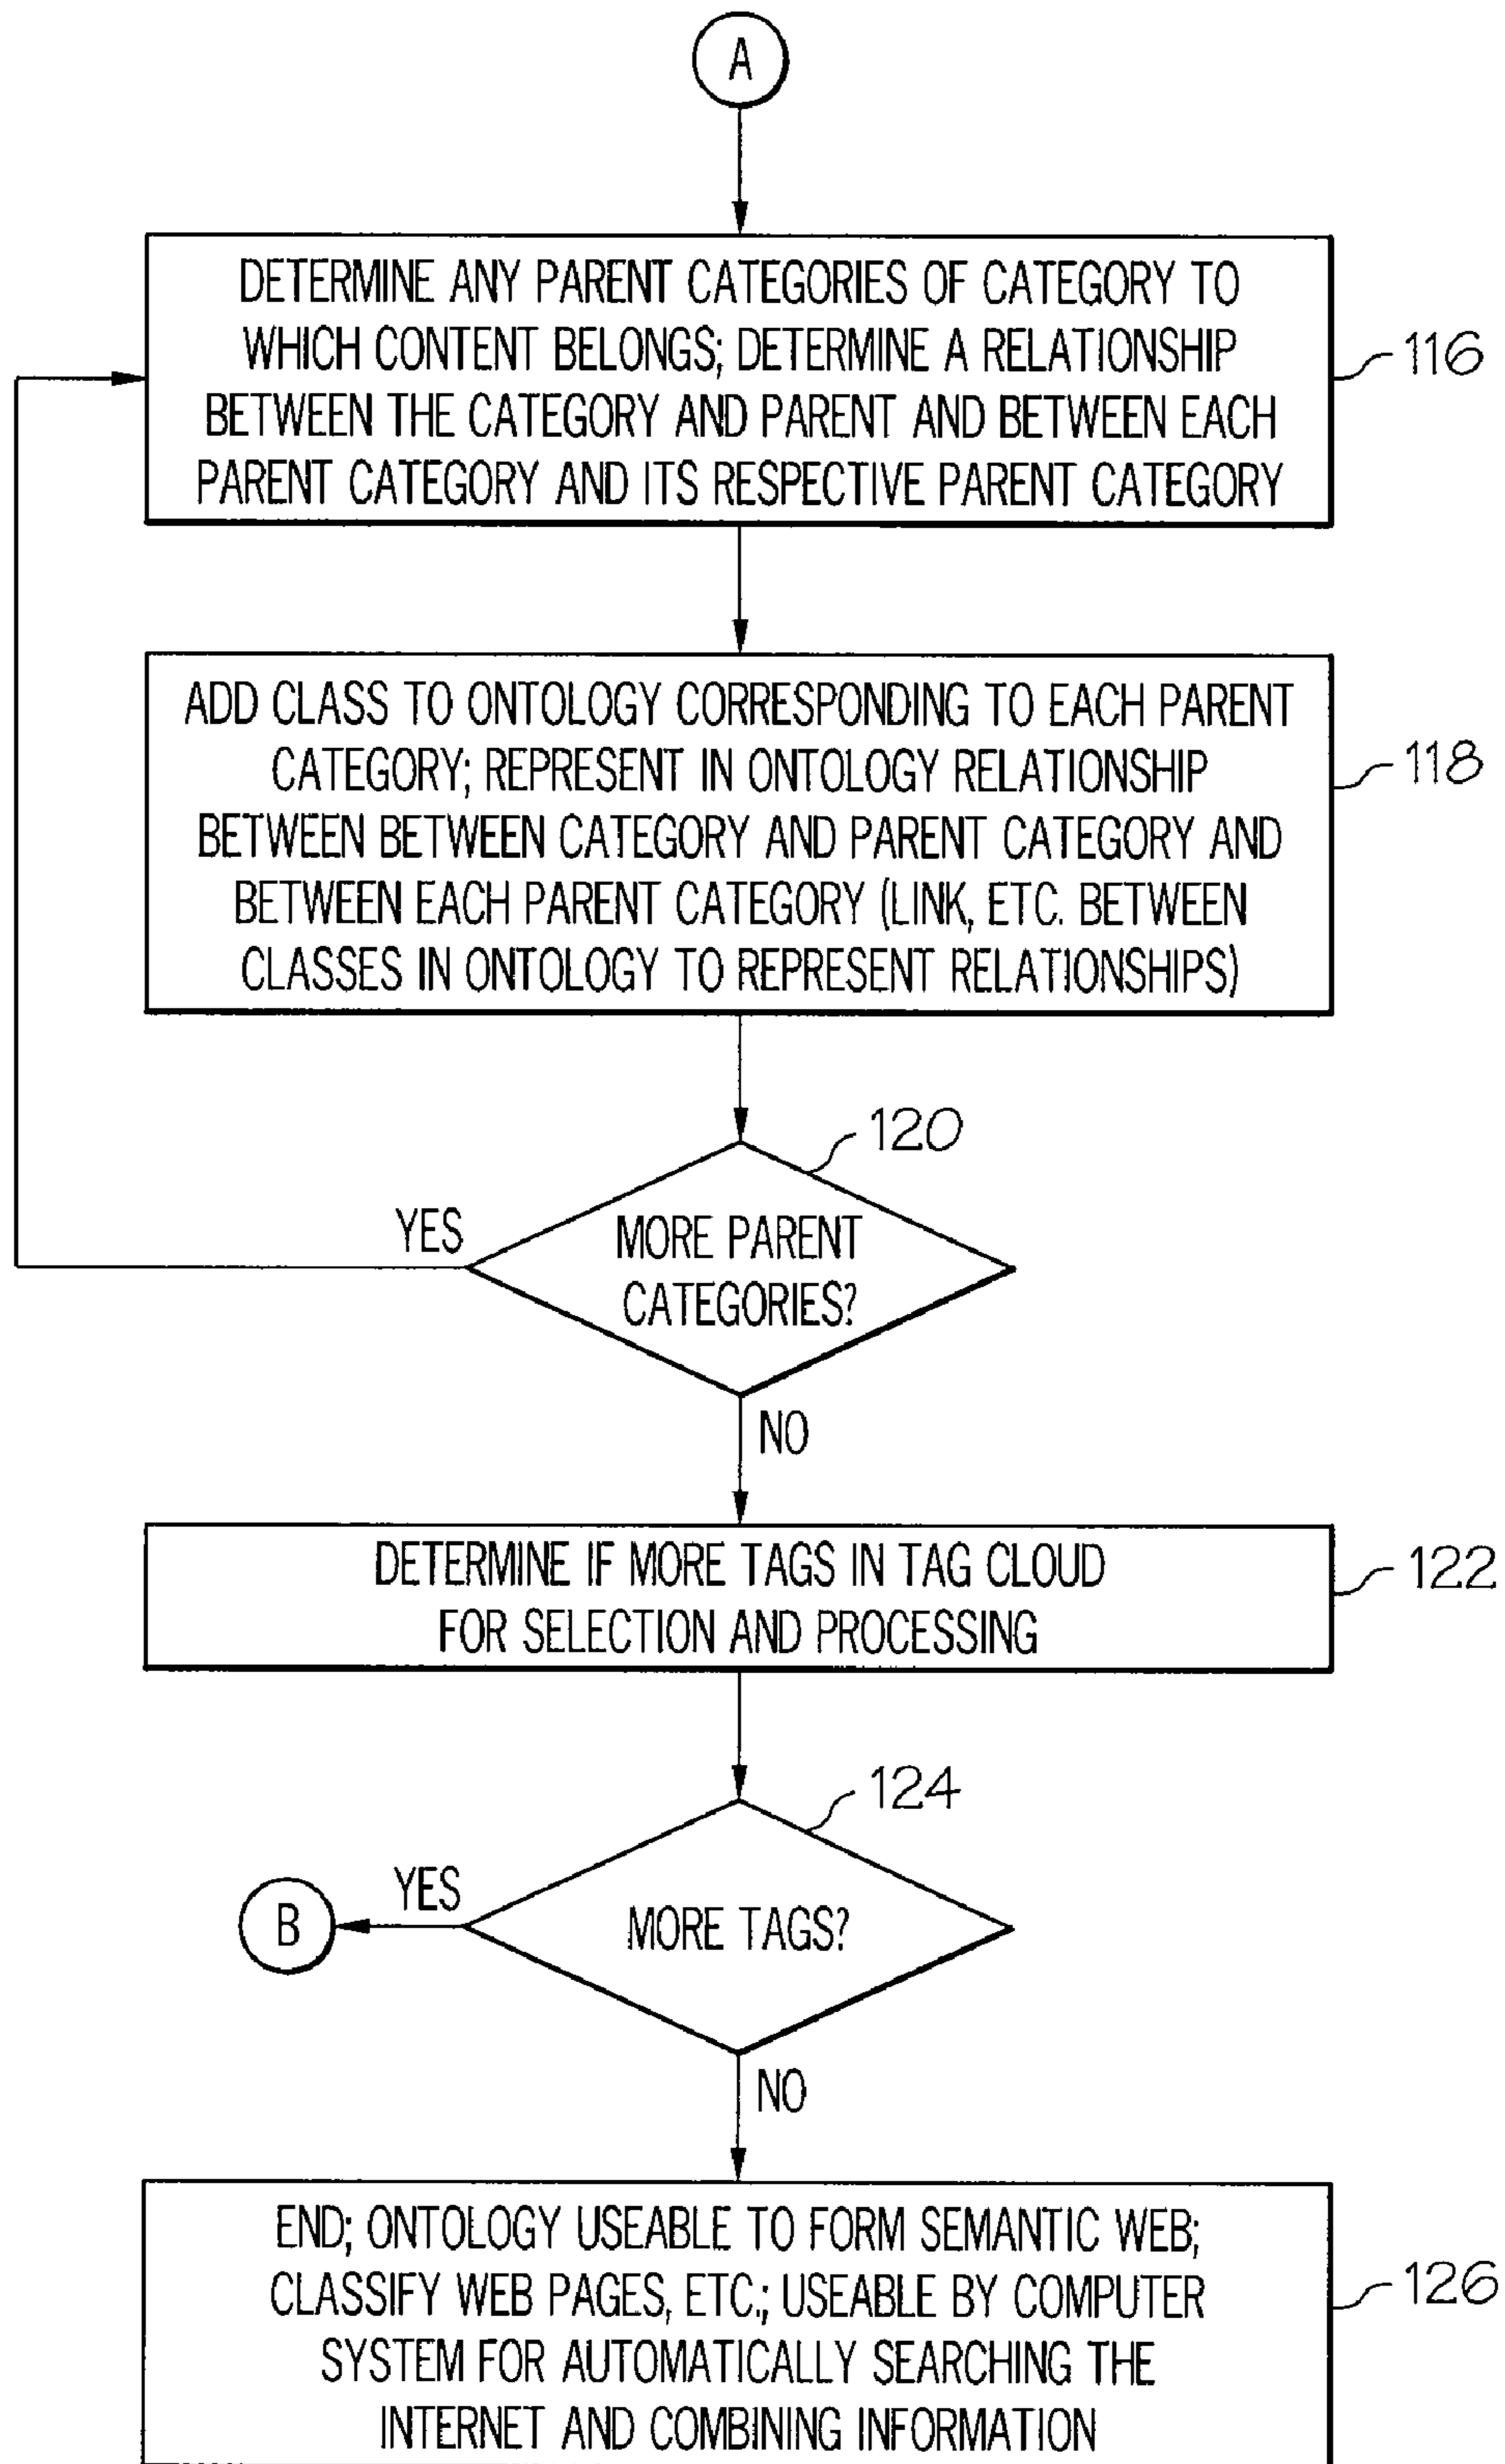 A
DETERMINE ANY PARENT CATEGORIES OF CATEGORY TO
WHICH CONTENT BELONGS; DETERMINE A RELATIONSHIP
BETWEEN THE CATEGORY AND PARENT AND BETWEEN EACH
PARENT CATEGORY AND ITS RESPECTIVE PARENT CATEGORY
116
ADD CLASS TO ONTOLOGY CORRESPONDING TO EACH PARENT
CATEGORY; REPRESENT IN ONTOLOGY RELATIONSHIP
BETWEEN BETWEEN CATEGORY AND PARENT CATEGORY AND
BETWEEN EACH PARENT CATEGORY (LINK, ETC. BETWEEN
CLASSES IN ONTOLOGY TO REPRESENT RELATIONSHIPS)
118
120
YES
MORE PARENT
CATEGORIES?
NO
DETERMINE IF MORE TAGS IN TAG CLOUD
FOR SELECTION AND PROCESSING
122
124
B
YES
MORE TAGS?
NO
END; ONTOLOGY USEABLE TO FORM SEMANTIC WEB;
CLASSIFY WEB PAGES, ETC.; USEABLE BY COMPUTER
SYSTEM FOR AUTOMATICALLY SEARCHING THE
INTERNET AND COMBINING INFORMATION
126